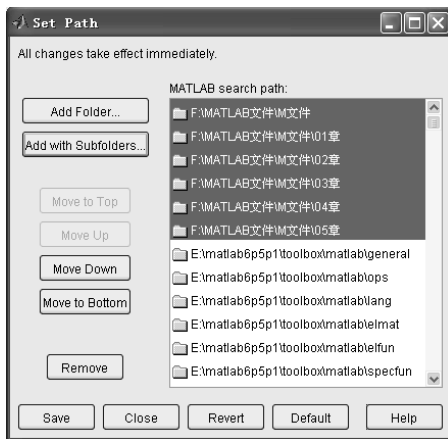 Set Path
All changes take effect immediately.
MATLAB search path:
Add Folder...
Add with Subfolders...
Move to Top
Move Up
Move Down
Move to Bottom
Remove
F:\MATLAB文件\M文件
F:\MATLAB文件\M文件\01章
F:\MATLAB文件\M文件\02章
F:\MATLAB文件\M文件\03章
F:\MATLAB文件\M文件\04章
F:\MATLAB文件\M文件\05章
E:\matlab6p5p1\toolbox\matlab\general
E:\matlab6p5p1\toolbox\matlab\ops
E:\matlab6p5p1\toolbox\matlab\lang
E:\matlab6p5p1\toolbox\matlab\elmat
E:\matlab6p5p1\toolbox\matlab\elfun
E:\matlab6p5p1\toolbox\matlab\specfun
Save
Close
Revert
Default
Help